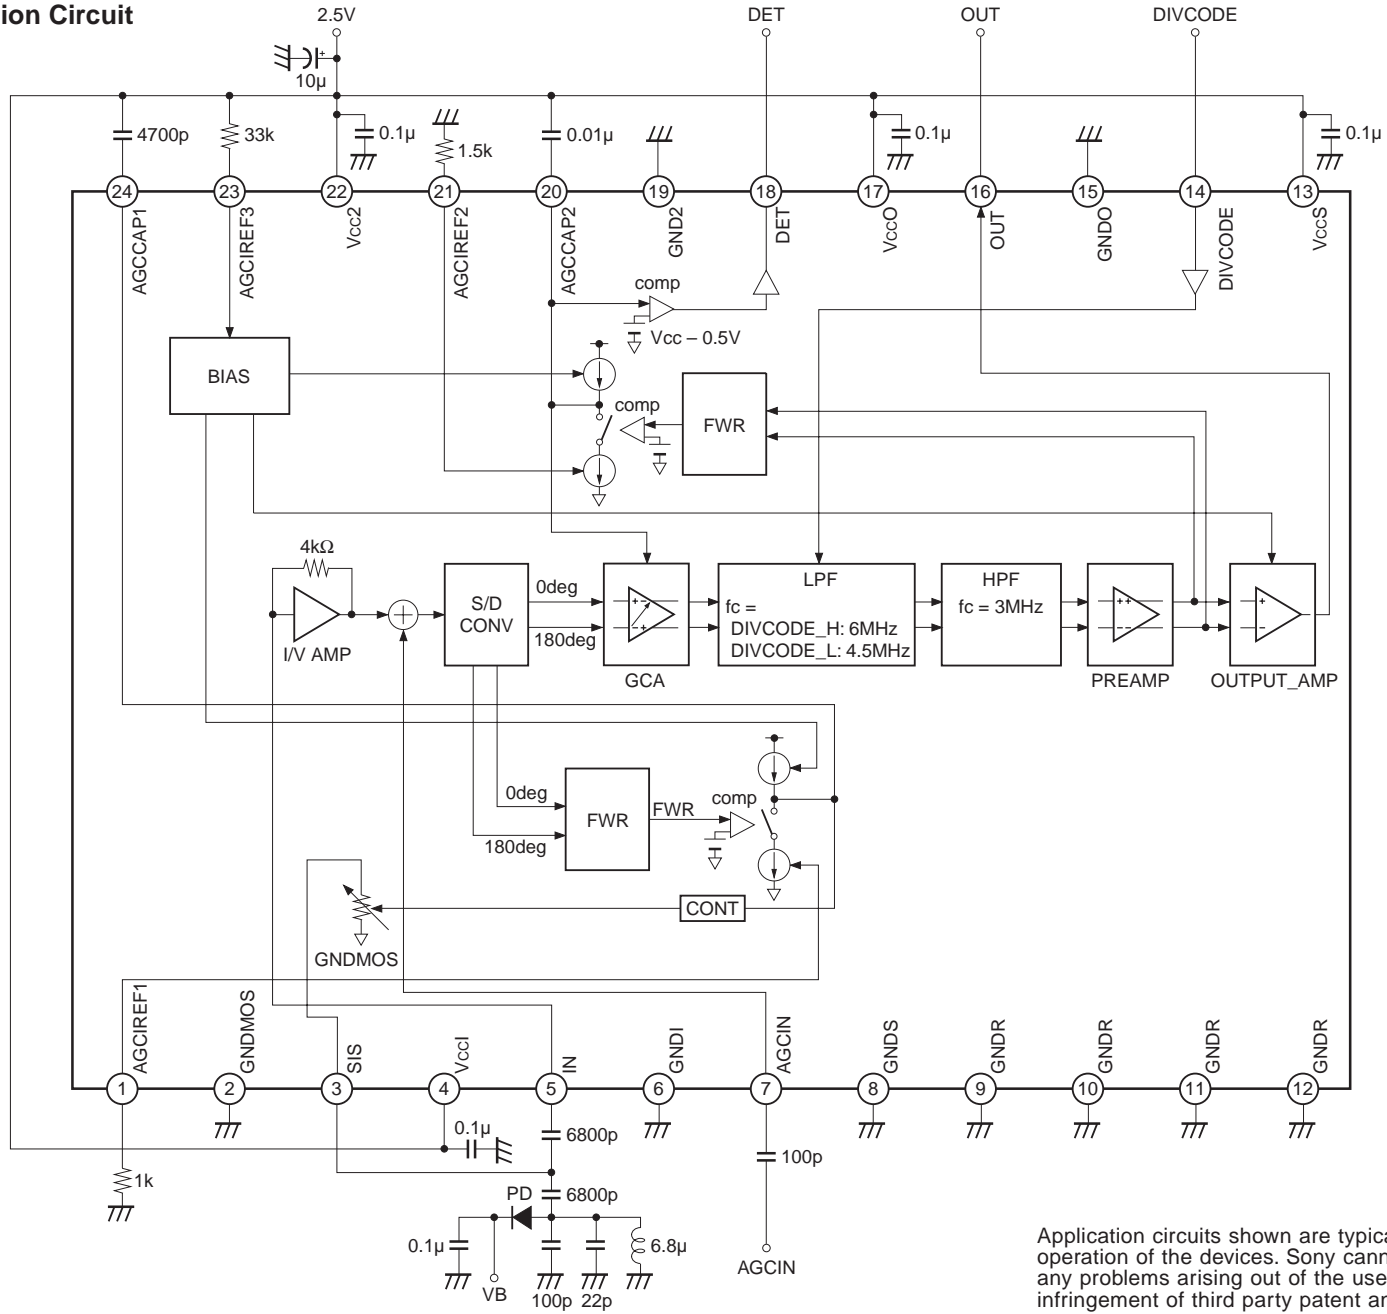 ion Circuit
2.5V
DET
OUT
DIVCODE
10µ
+
4700p
33k
0.1µ
1.5k
0.01µ
0.1µ
0.1µ
24
23
22
21
20
19
18
17
16
15
14
13
AGCCAP1
AGCIREF3
Vcc2
AGCIREF2
AGCCAP2
GND2
DET
VccO
OUT
GNDO
DIVCODE
VccS
comp
Vcc – 0.5V
BIAS
comp
FWR
4kΩ
I/V AMP
S/D
CONV
0deg
180deg
GCA
LPF
fc =
DIVCODE_H: 6MHz
DIVCODE_L: 4.5MHz
HPF
fc = 3MHz
PREAMP
OUTPUT_AMP
0deg
180deg
FWR
FWR
comp
CONT
GNDMOS
AGCIREF1
GNDMOS
SIS
VccI
IN
GNDI
AGCIN
GNDS
GNDR
GNDR
GNDR
GNDR
1
2
3
4
5
6
7
8
9
10
11
12
1k
0.1µ
6800p
100p
6800p
PD
0.1µ
VB
100p
22p
6.8µ
AGCIN
Application circuits shown are typica
operation of the devices. Sony cann
any problems arising out of the use
infringement of third party patent an